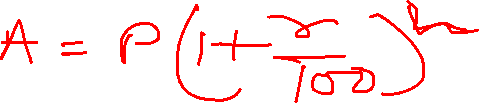 A = P(1+r/100)^n